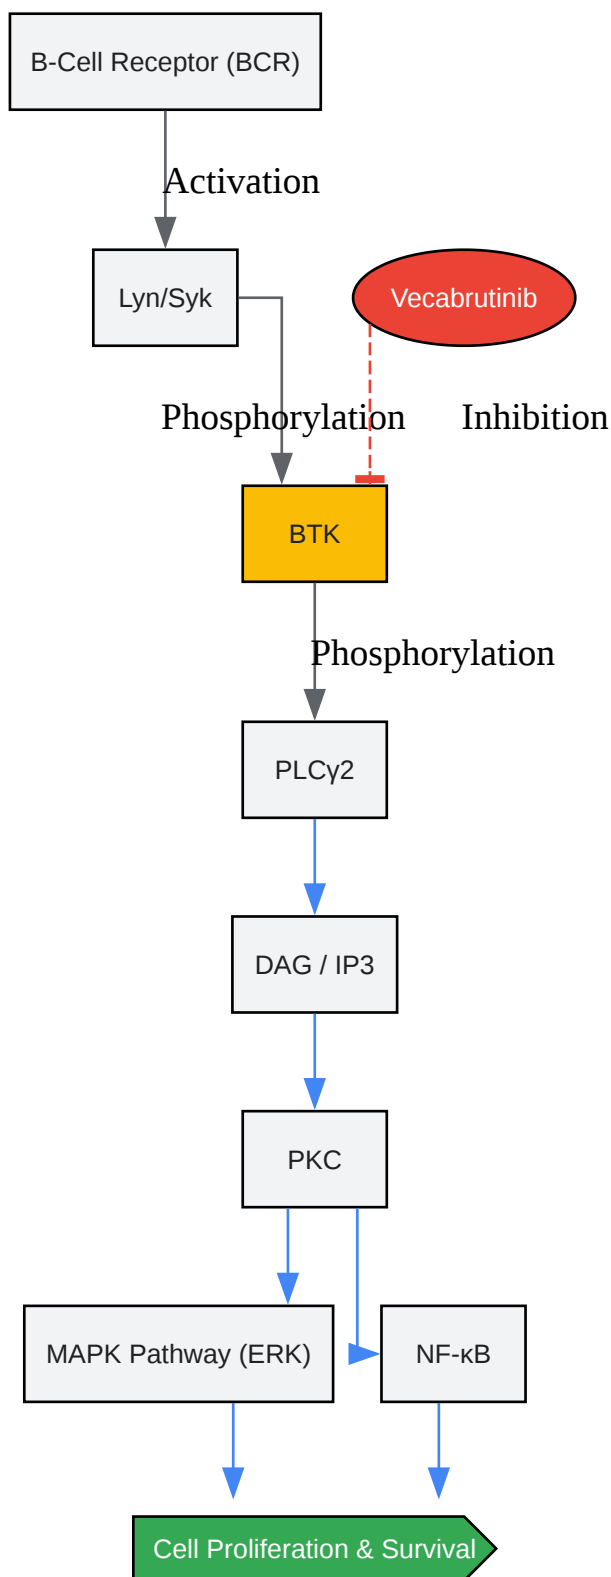 B-Cell Receptor (BCR)
Activation
Lyn/Syk
Vecabrutinib
Phosphorylation
Inhibition
BTK
Phosphorylation
PLCγ2
DAG / IP3
PKC
MAPK Pathway (ERK)
NF-κB
Cell Proliferation & Survival